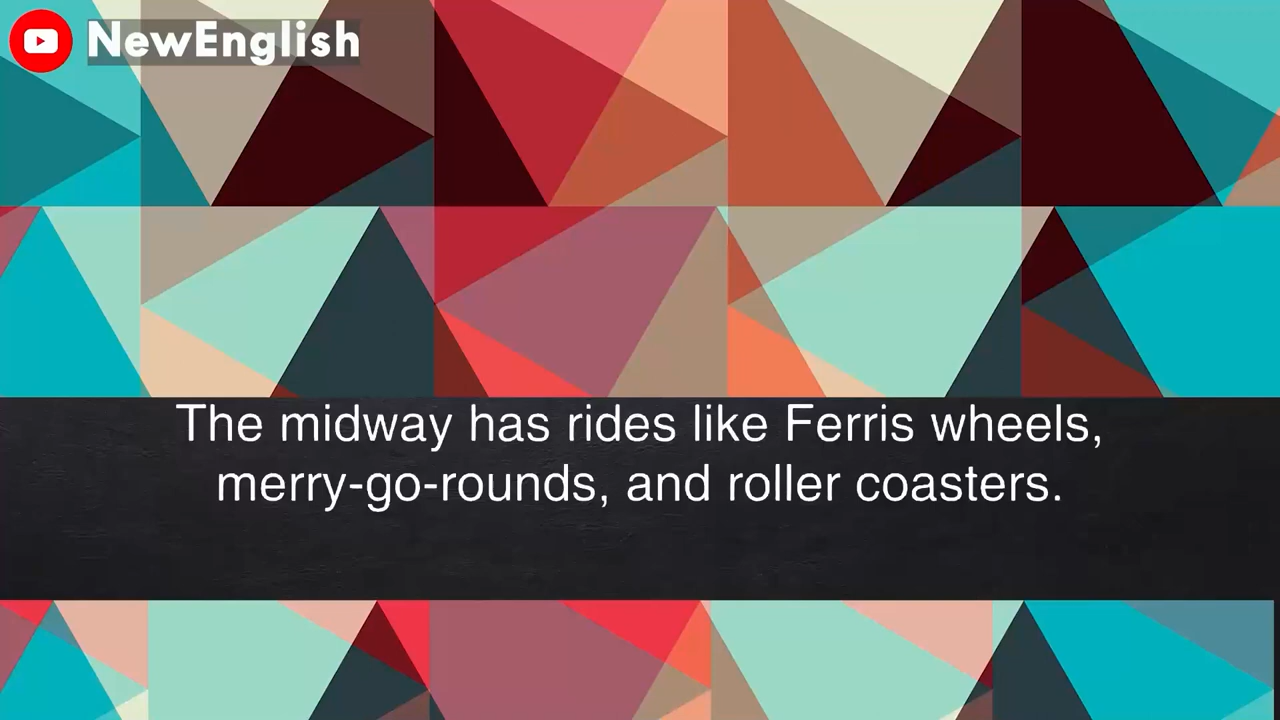 NewEnglish
The midway has rides like Ferris wheels,
merry-go-rounds, and roller coasters.